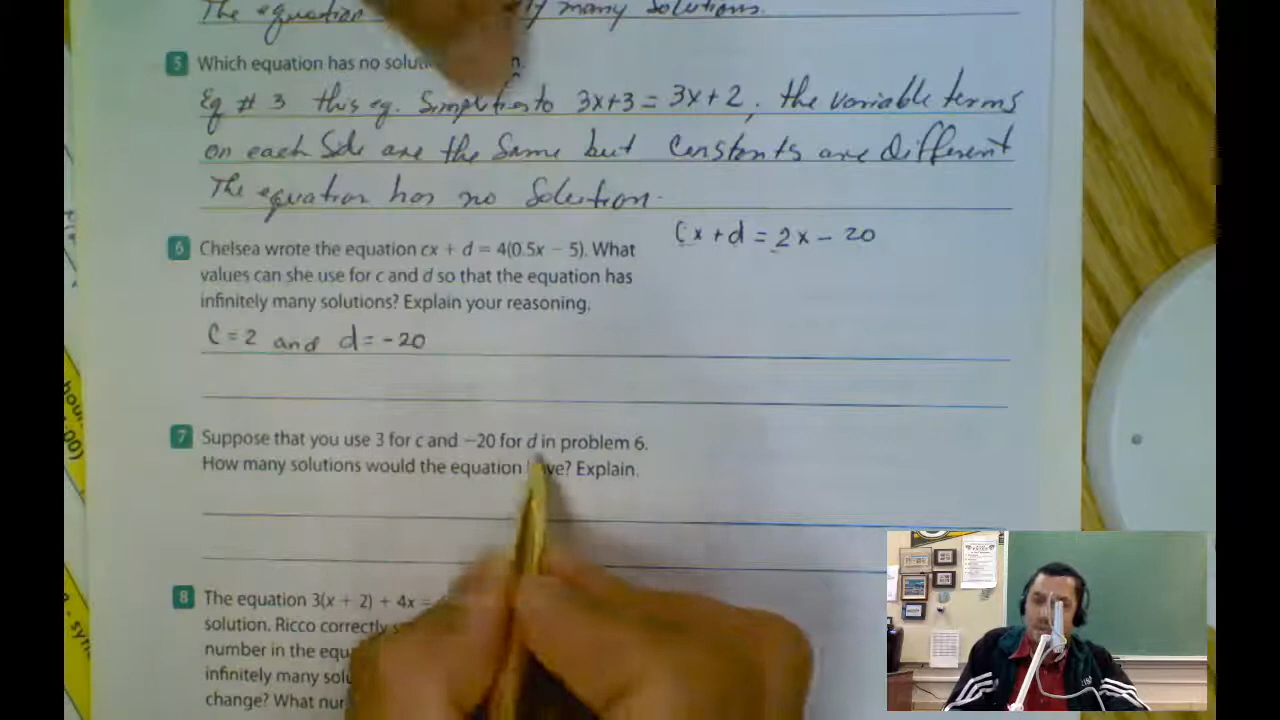 The equation many solutions.
5 Which equation has no
Eq # 3 this eq. Simplifies to 3x+3 = 3x+2, the variable terms
on each Side are the Same but Constants are different
The equation has no Solution.
6 Chelsea wrote the equation cx + d = 4(0.5x − 5). What
values can she use for c and d so that the equation has
infinitely many solutions? Explain your reasoning.
Cx + d = 2x − 20
C = 2 and d = -20
7 Suppose that you use 3 for c and −20 for d in problem 6.
How many solutions would the equation have? Explain.
8 The equation 3(x + 2) + 4x =
solution. Ricco correctly
number in the
infinitely many
change? What